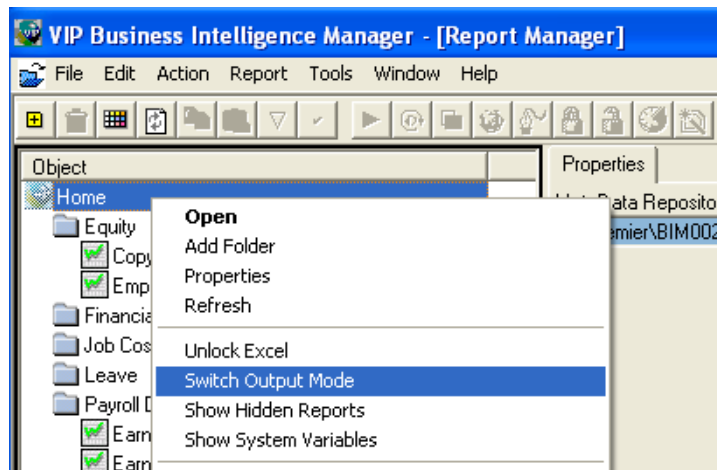 VIP Business Intelligence Manager - [Report Manager]
File Edit Action Report Tools Window Help
Object
Properties
Home
ata Reposito
Equity
emier\BIM002
Copy
Emp
Financia
Job Cos
Leave
Payroll D
Earn
Earn
Open
Add Folder
Properties
Refresh
Unlock Excel
Switch Output Mode
Show Hidden Reports
Show System Variables